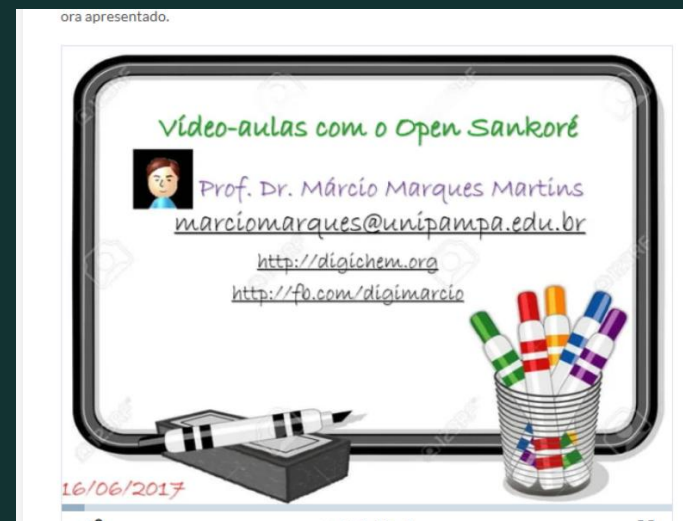 ora apresentado.
Vídeo-aulas com o Open Sankoré
Prof. Dr. Márcio Marques Martins
marciomarques@unipampa.edu.br
http://digichem.org
http://fb.com/digimarcio
16/06/2017